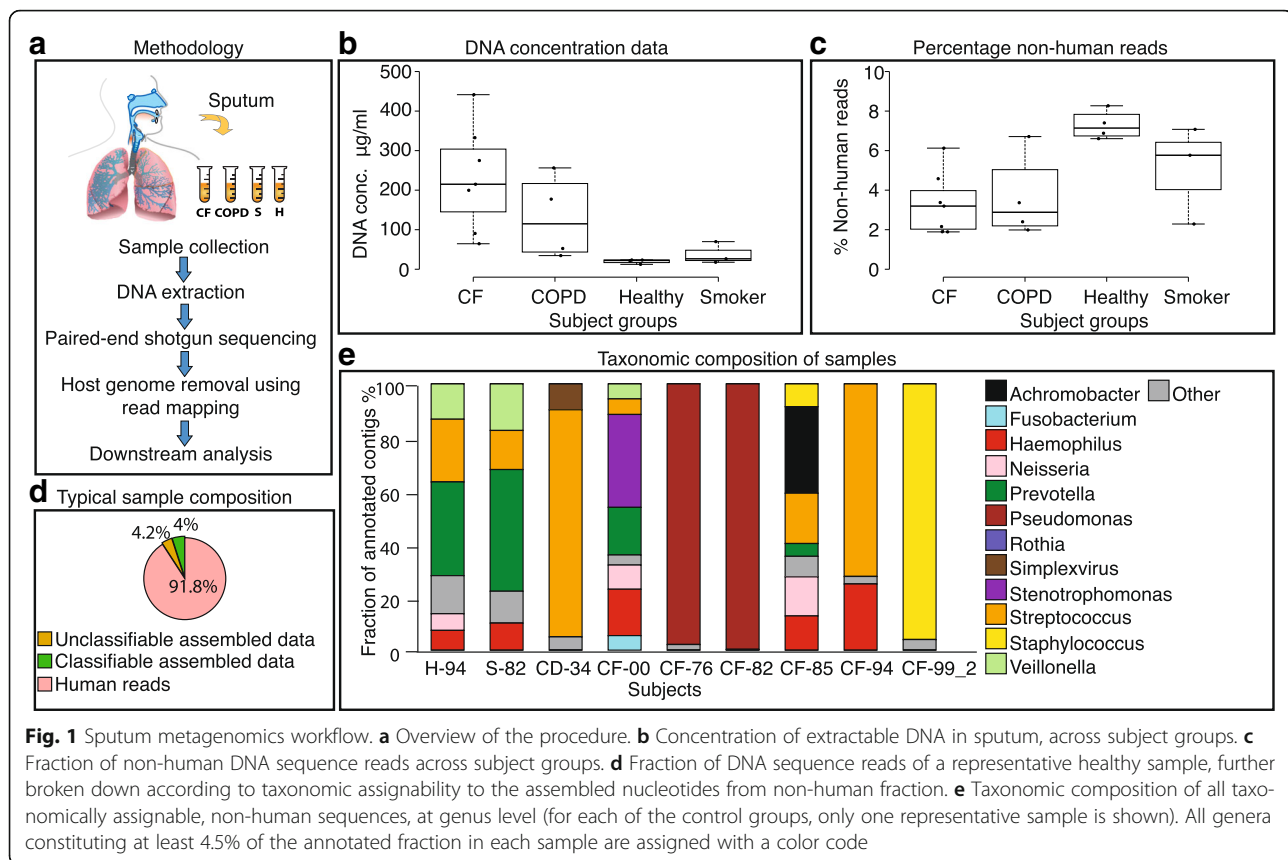 a
Methodology
Sputum
CF COPD S H
Sample collection
DNA extraction
Paired-end shotgun sequencing
Host genome removal using
read mapping
Downstream analysis
b
DNA concentration data
DNA conc. µg/ml
500
400
300
200
100
0
CF COPD Healthy Smoker
Subject groups
c
Percentage non-human reads
% Non-human reads
10
8
6
4
2
0
CF COPD Healthy Smoker
Subject groups
d
Typical sample composition
4.2% 4%
91.8%
Unclassifiable assembled data
Classifiable assembled data
Human reads
e
Taxonomic composition of samples
Fraction of annotated contigs %
100
80
60
40
20
0
H-94 S-82 CD-34 CF-00 CF-76 CF-82 CF-85 CF-94 CF-99_2
Subjects
Achromobacter Other
Fusobacterium
Haemophilus
Neisseria
Prevotella
Pseudomonas
Rothia
Simplexvirus
Stenotrophomonas
Streptococcus
Staphylococcus
Veillonella
Fig. 1 Sputum metagenomics workflow. a Overview of the procedure. b Concentration of extractable DNA in sputum, across subject groups. c
Fraction of non-human DNA sequence reads across subject groups. d Fraction of DNA sequence reads of a representative healthy sample, further
broken down according to taxonomic assignability to the assembled nucleotides from non-human fraction. e Taxonomic composition of all taxo-
nomically assignable, non-human sequences, at genus level (for each of the control groups, only one representative sample is shown). All genera
constituting at least 4.5% of the annotated fraction in each sample are assigned with a color code